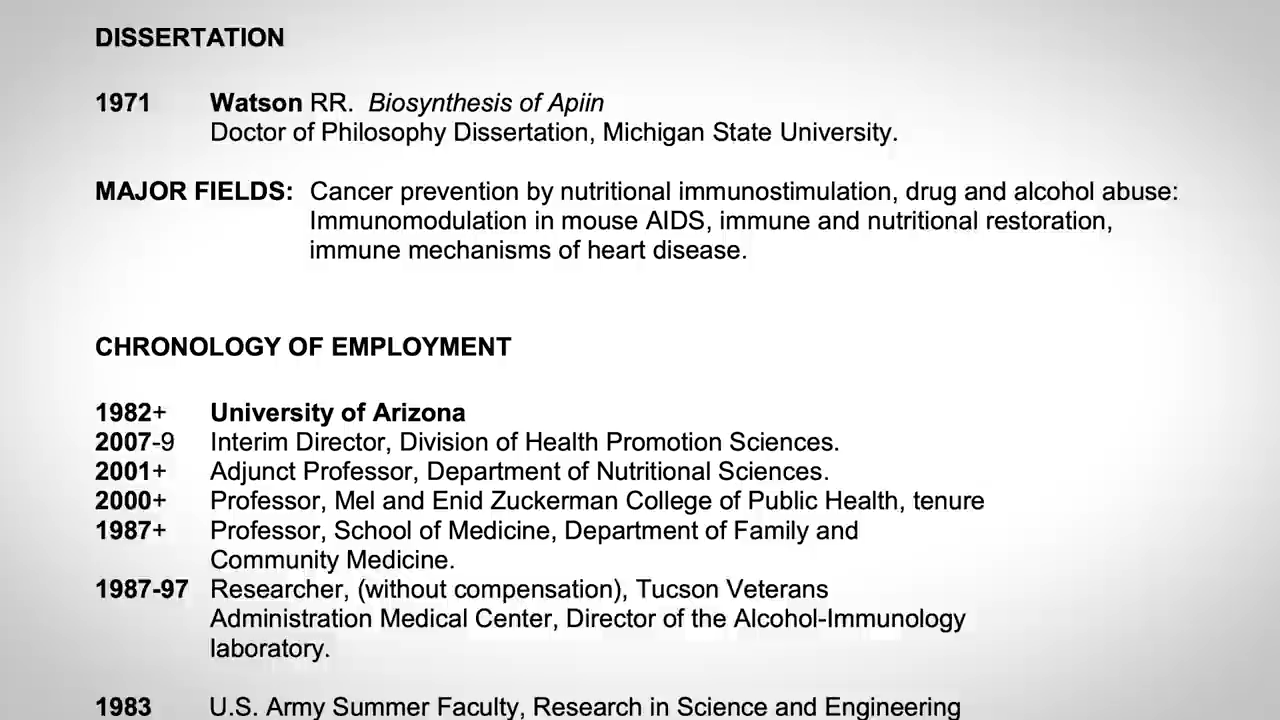 DISSERTATION
1971 Watson RR. Biosynthesis of Apiin
Doctor of Philosophy Dissertation, Michigan State University.
MAJOR FIELDS: Cancer prevention by nutritional immunostimulation, drug and alcohol abuse:
Immunomodulation in mouse AIDS, immune and nutritional restoration,
immune mechanisms of heart disease.
CHRONOLOGY OF EMPLOYMENT
1982+ University of Arizona
2007-9 Interim Director, Division of Health Promotion Sciences.
2001+ Adjunct Professor, Department of Nutritional Sciences.
2000+ Professor, Mel and Enid Zuckerman College of Public Health, tenure
1987+ Professor, School of Medicine, Department of Family and
Community Medicine.
1987-97 Researcher, (without compensation), Tucson Veterans
Administration Medical Center, Director of the Alcohol-Immunology
laboratory.
1983 U.S. Army Summer Faculty, Research in Science and Engineering